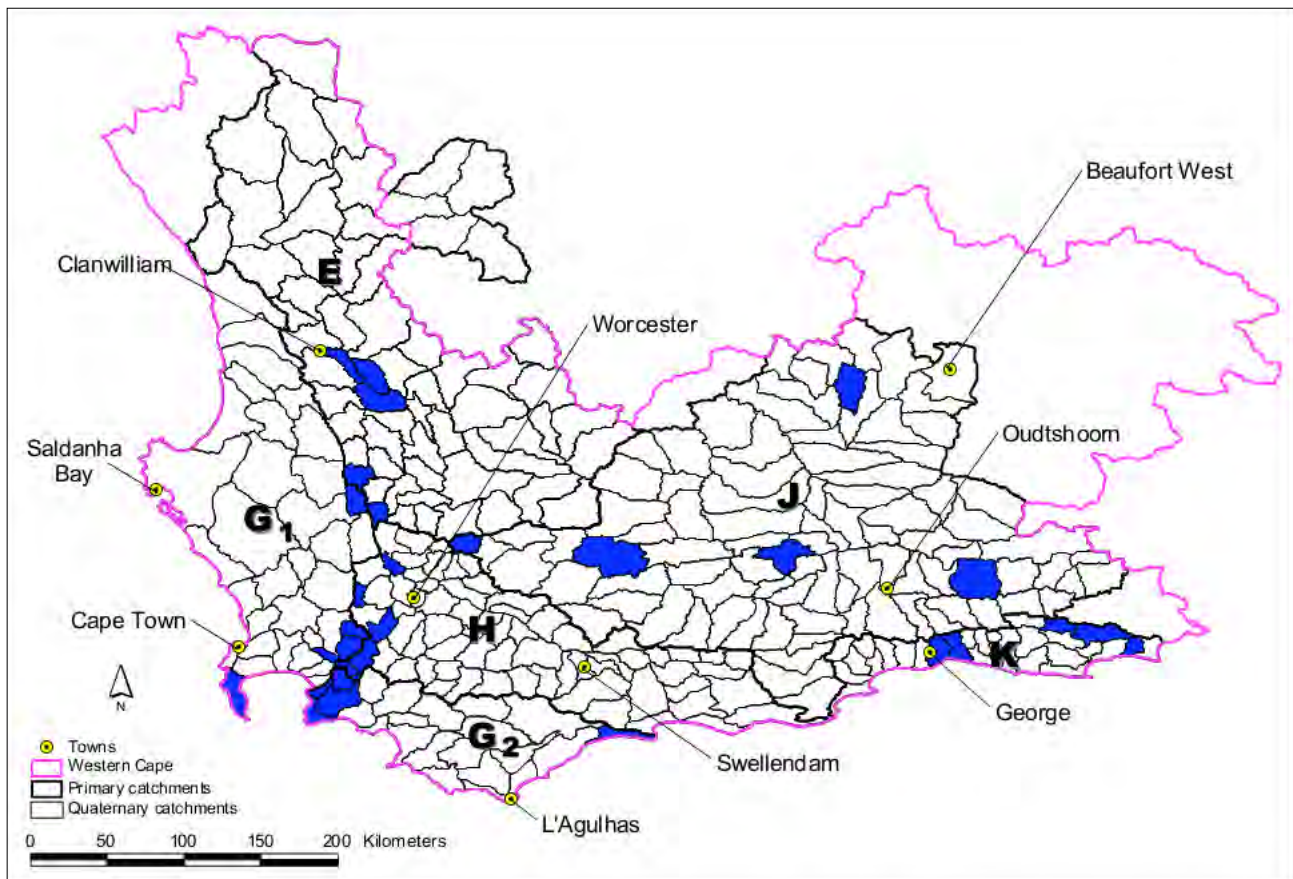 Beaufort West
Clanwilliam
E
Worcester
Oudtshoorn
Saldanha
Bay
J
G1
Cape Town
H
K
N
George
G2
Swellendam
L'Agulhas
Towns
Western Cape
Primary catchments
Quaternary catchments
0 50 100 150 200 Kilometers